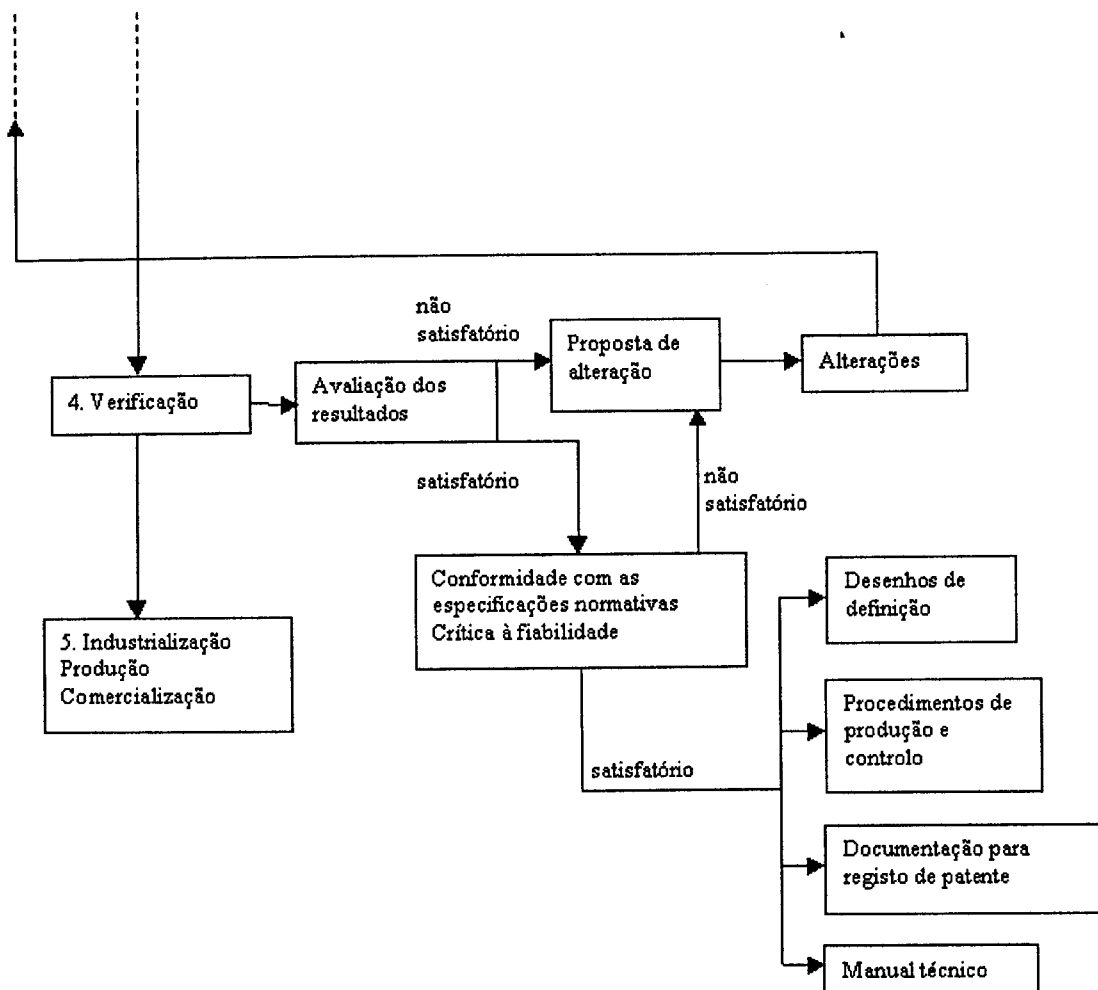 não
satisfatório
Proposta de
alteração
Alterações
4. Verificação
Avaliação dos
resultados
satisfatório
não
satisfatório
Conformidade com as
especificações normativas
Crítica à fiabilidade
Desenhos de
definição
5. Industrialização
Produção
Comercialização
Procedimentos de
produção e
controlo
satisfatório
Documentação para
registo de patente
Manual técnico